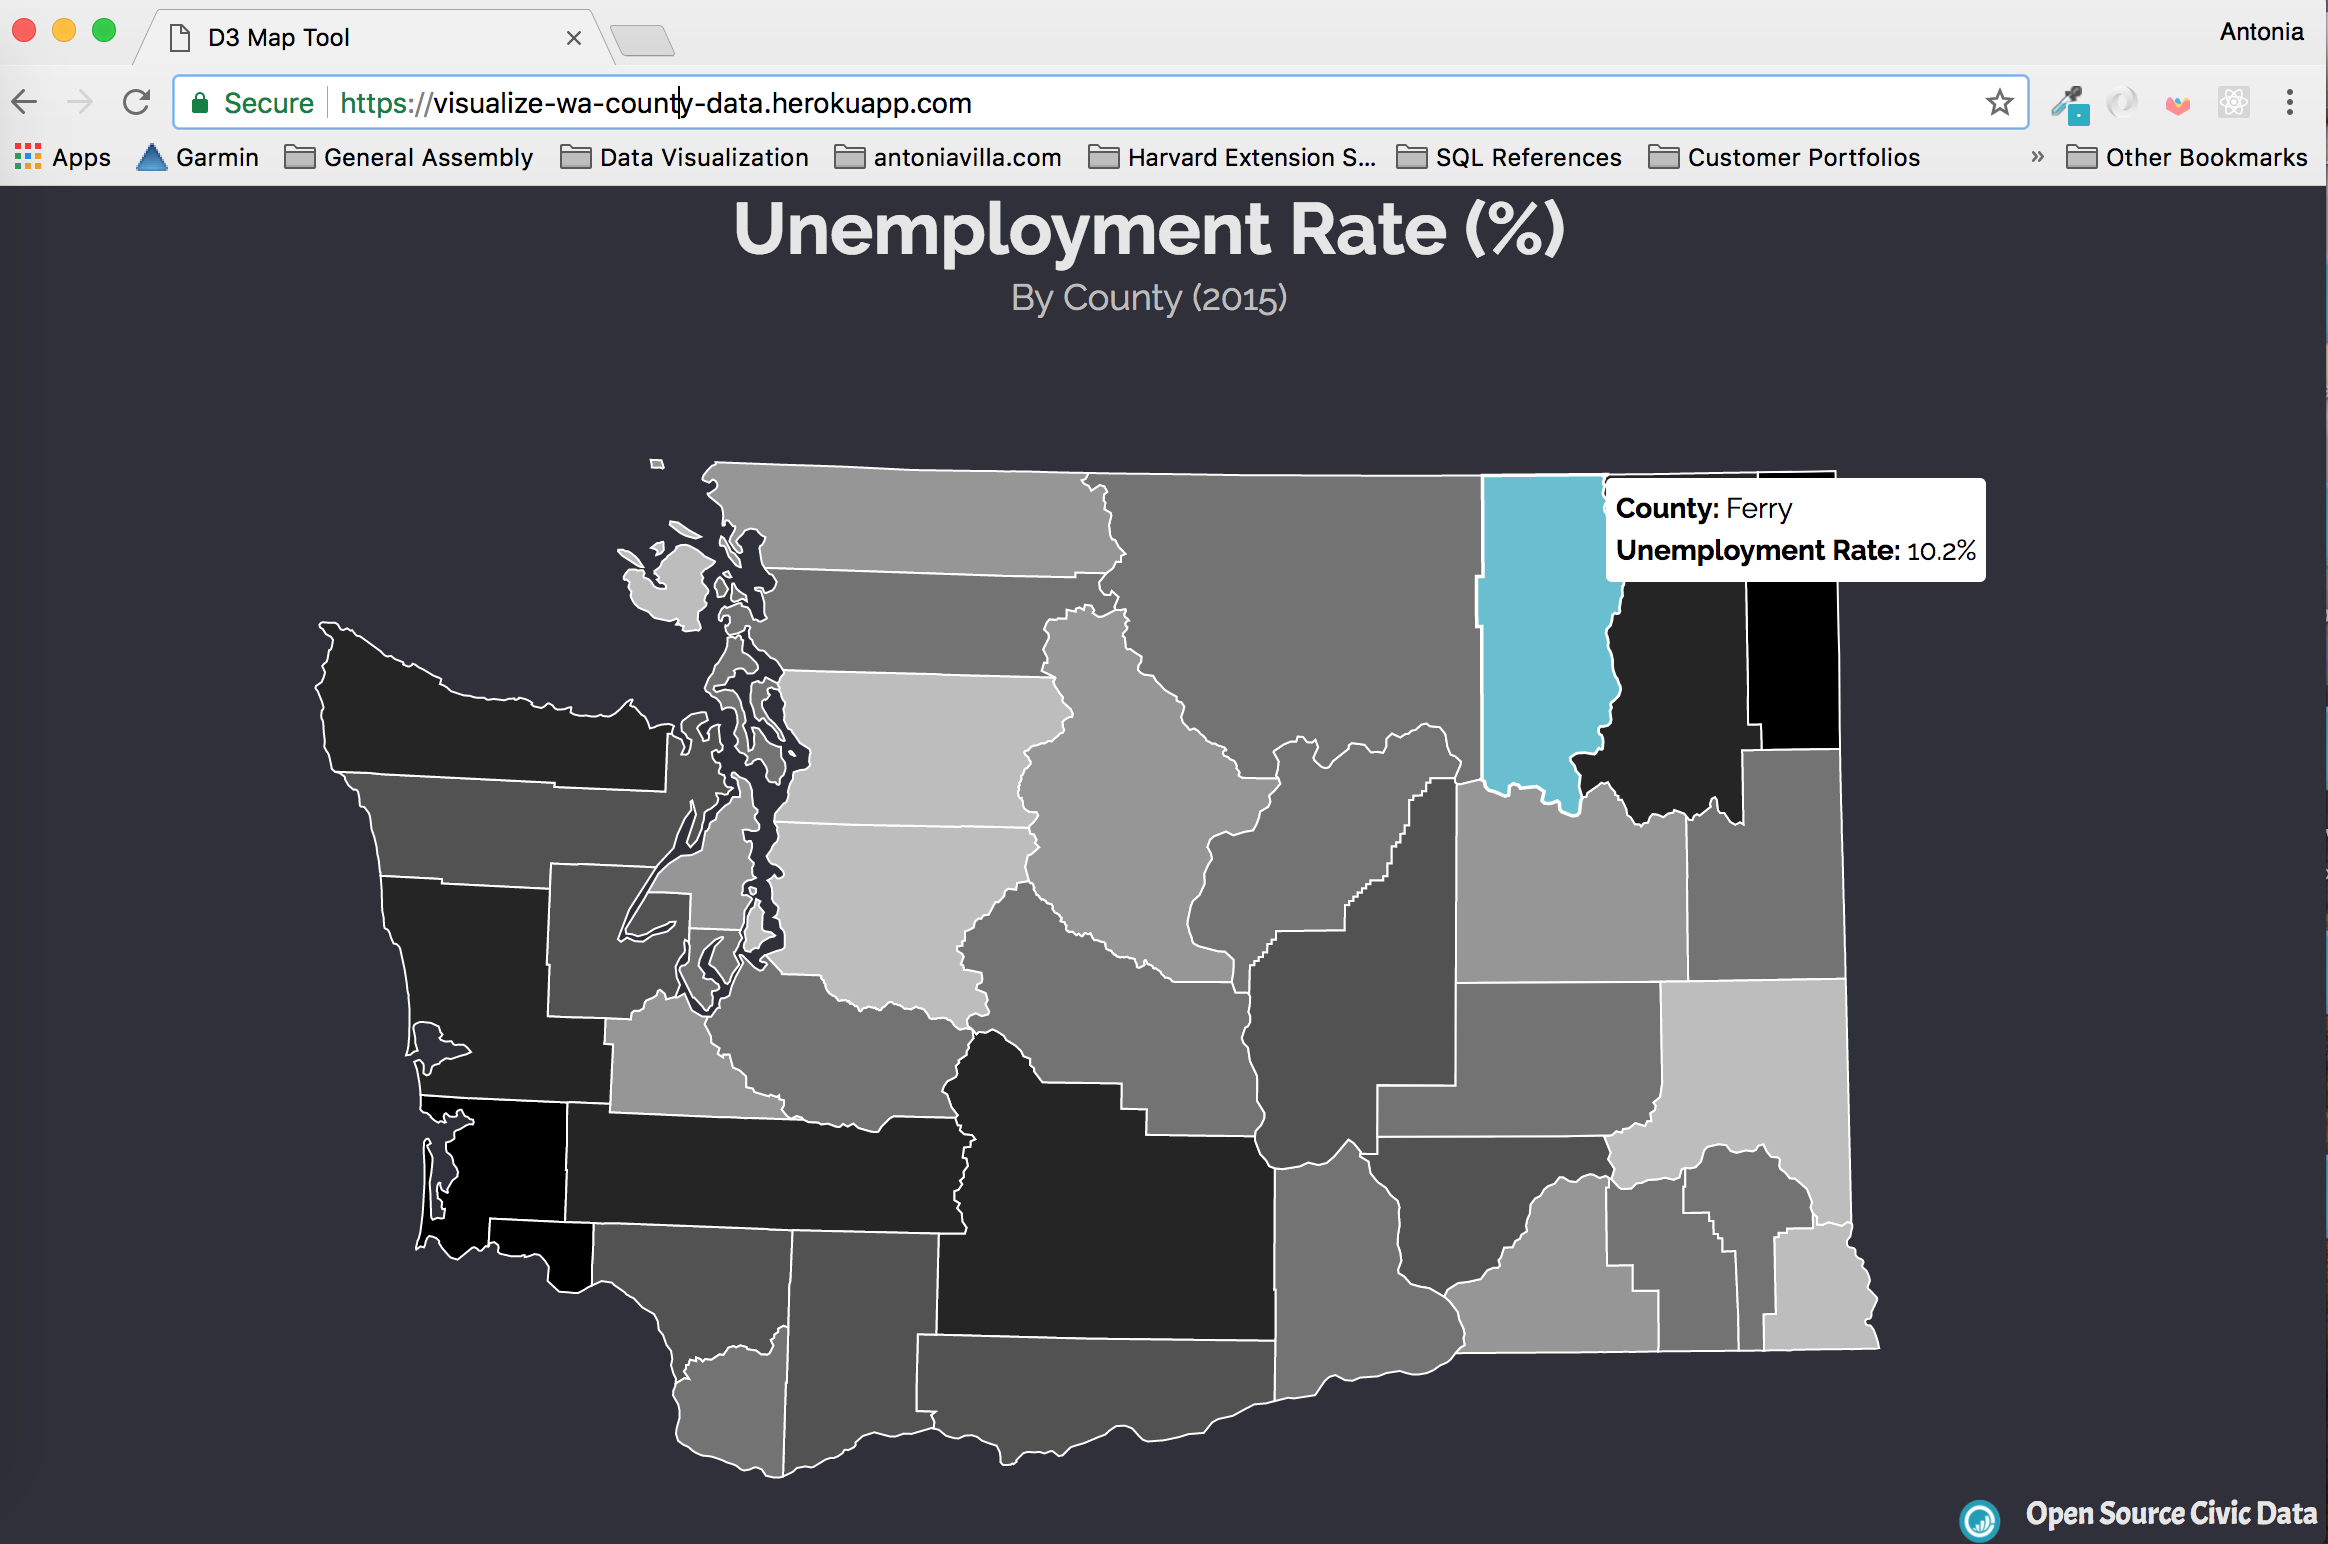 D3 Map Tool
Antonia
Secure https://visualize-wa-county-data.herokuapp.com
Apps Garmin General Assembly Data Visualization antoniavilla.com Harvard Extension S... SQL References Customer Portfolios » Other Bookmarks
Unemployment Rate (%)
By County (2015)
County: Ferry
Unemployment Rate: 10.2%
Open Source Civic Data